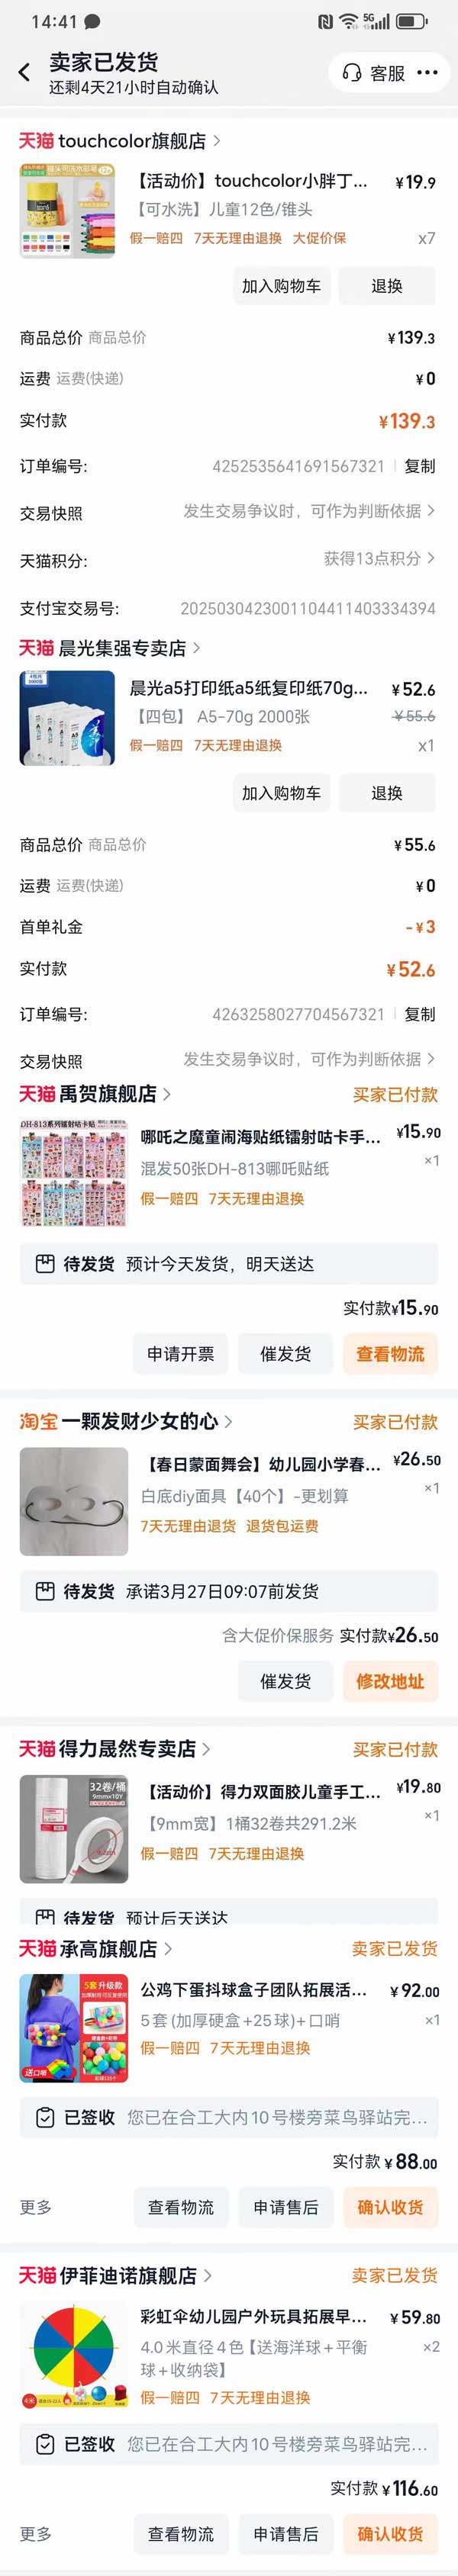 14:41
5G
卖家已发货
还剩4天21小时自动确认
客服
天猫 touchcolor旗舰店
【活动价】touchcolor小胖丁... ¥19.9
【可水洗】儿童12色/锥头
假一赔四 7天无理由退换 大促价保 x7
加入购物车 退换
商品总价 商品总价 ¥139.3
运费 运费(快递) ¥0
实付款 ¥139.3
订单编号: 4252535641691567321 复制
交易快照 发生交易争议时，可作为判断依据
天猫积分: 获得13点积分
支付宝交易号: 2025030423001104411403334394
天猫 晨光集强专卖店
晨光a5打印纸a5纸复印纸70g... ¥52.6
【四包】 A5-70g 2000张 ¥55.6
假一赔四 7天无理由退换 x1
加入购物车 退换
商品总价 商品总价 ¥55.6
运费 运费(快递) ¥0
首单礼金 -¥3
实付款 ¥52.6
订单编号: 4263258027704567321 复制
交易快照 发生交易争议时，可作为判断依据
天猫 禹贺旗舰店 买家已付款
DH-813系列镭射咕卡贴
哪吒之魔童闹海贴纸镭射咕卡手... ¥15.90
混发50张DH-813哪吒贴纸 ×1
假一赔四 7天无理由退换
待发货 预计今天发货，明天送达
实付款¥15.90
申请开票 催发货 查看物流
淘宝 一颗发财少女的心 买家已付款
【春日蒙面舞会】幼儿园小学春... ¥26.50
白底diy面具【40个】-更划算 ×1
7天无理由退货 退货包运费
待发货 承诺3月27日09:07前发货
含大促价保服务 实付款¥26.50
催发货 修改地址
天猫 得力晟然专卖店 买家已付款
32卷/桶
9mm×10Y
【活动价】得力双面胶儿童手工... ¥19.80
【9mm宽】1桶32卷共291.2米 ×1
假一赔四 7天无理由退换
待发货 预计后天送达
天猫 承高旗舰店 卖家已发货
5套升级款
送口哨
公鸡下蛋抖球盒子团队拓展活... ¥92.00
5套(加厚硬盒+25球)+口哨 ×1
假一赔四 7天无理由退换
已签收 您已在合工大内10号楼旁菜鸟驿站完...
实付款 ¥88.00
更多 查看物流 申请售后 确认收货
天猫 伊菲迪诺旗舰店 卖家已发货
4米
彩虹伞幼儿园户外玩具拓展早... ¥59.80
4.0米直径4色【送海洋球+平衡 ×2
球+收纳袋】
假一赔四 7天无理由退换
已签收 您已在合工大内10号楼旁菜鸟驿站完...
实付款 ¥116.60
更多 查看物流 申请售后 确认收货